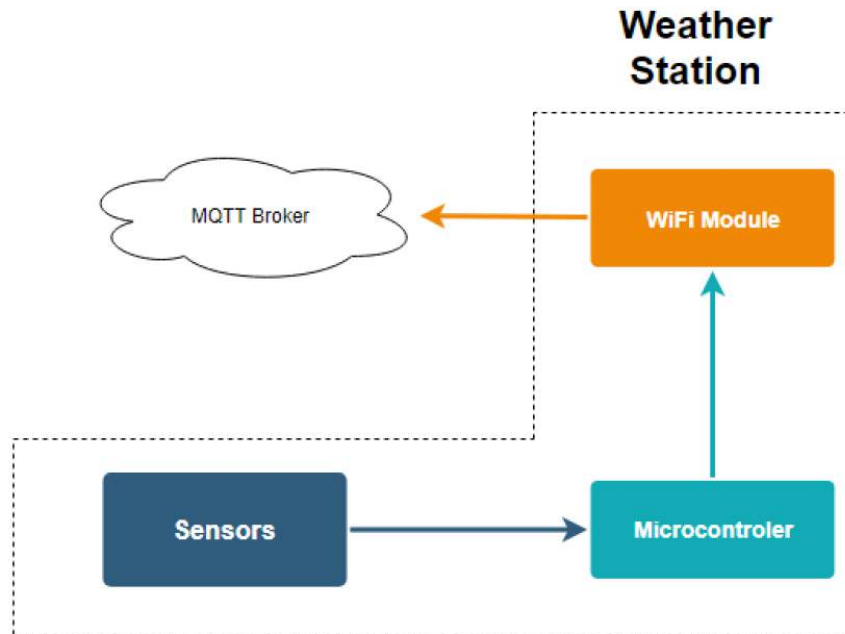 Weather
Station
MQTT Broker
WiFi Module
Sensors
Microcontroler